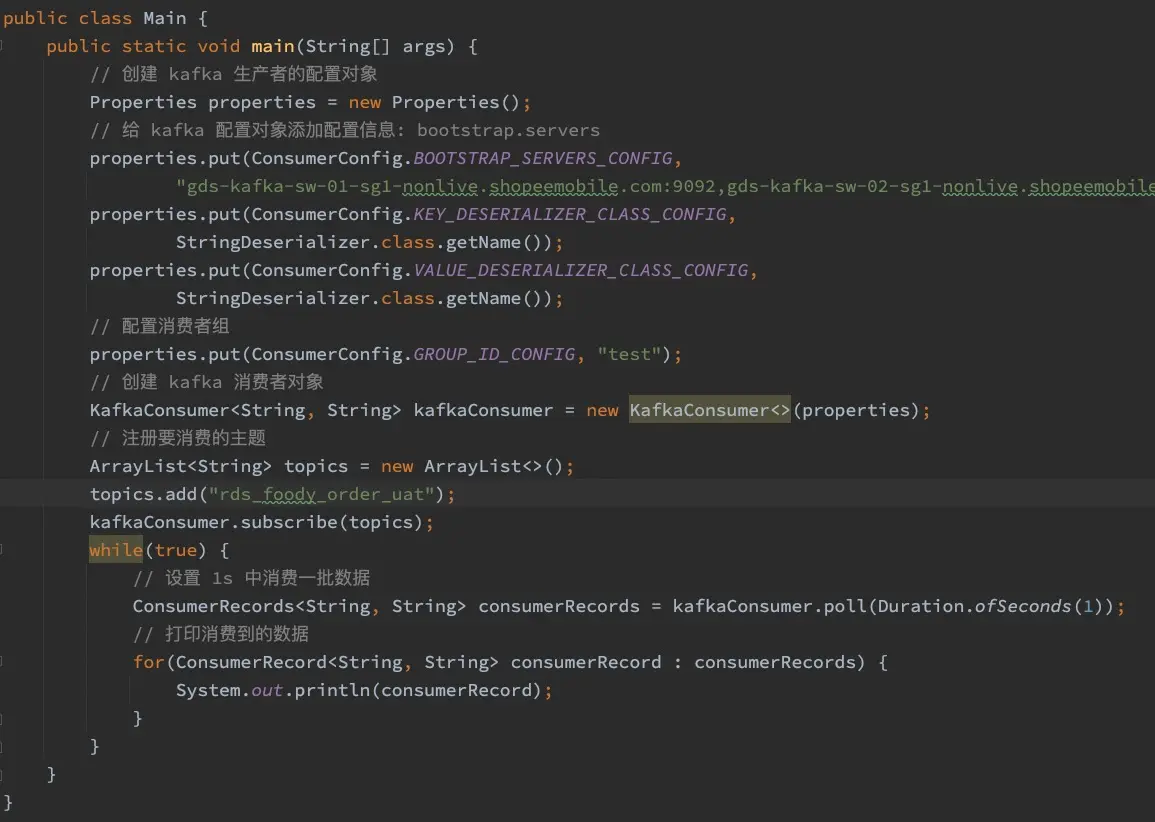 public class Main {
public static void main(String[] args) {
// 创建 kafka 生产者的配置对象
Properties properties = new Properties();
// 给 kafka 配置对象添加配置信息: bootstrap.servers
properties.put(ConsumerConfig.BOOTSTRAP_SERVERS_CONFIG,
"gds-kafka-sw-01-sg1-nonlive.shopeemobile.com:9092,gds-kafka-sw-02-sg1-nonlive.shopeemobile
properties.put(ConsumerConfig.KEY_DESERIALIZER_CLASS_CONFIG,
StringDeserializer.class.getName());
properties.put(ConsumerConfig.VALUE_DESERIALIZER_CLASS_CONFIG,
StringDeserializer.class.getName());
// 配置消费者组
properties.put(ConsumerConfig.GROUP_ID_CONFIG, "test");
// 创建 kafka 消费者对象
KafkaConsumer<String, String> kafkaConsumer = new KafkaConsumer<>(properties);
// 注册要消费的主题
ArrayList<String> topics = new ArrayList<>();
topics.add("rds_foody_order_uat");
kafkaConsumer.subscribe(topics);
while(true) {
// 设置 1s 中消费一批数据
ConsumerRecords<String, String> consumerRecords = kafkaConsumer.poll(Duration.ofSeconds(1));
// 打印消费到的数据
for(ConsumerRecord<String, String> consumerRecord : consumerRecords) {
System.out.println(consumerRecord);
}
}
}
}